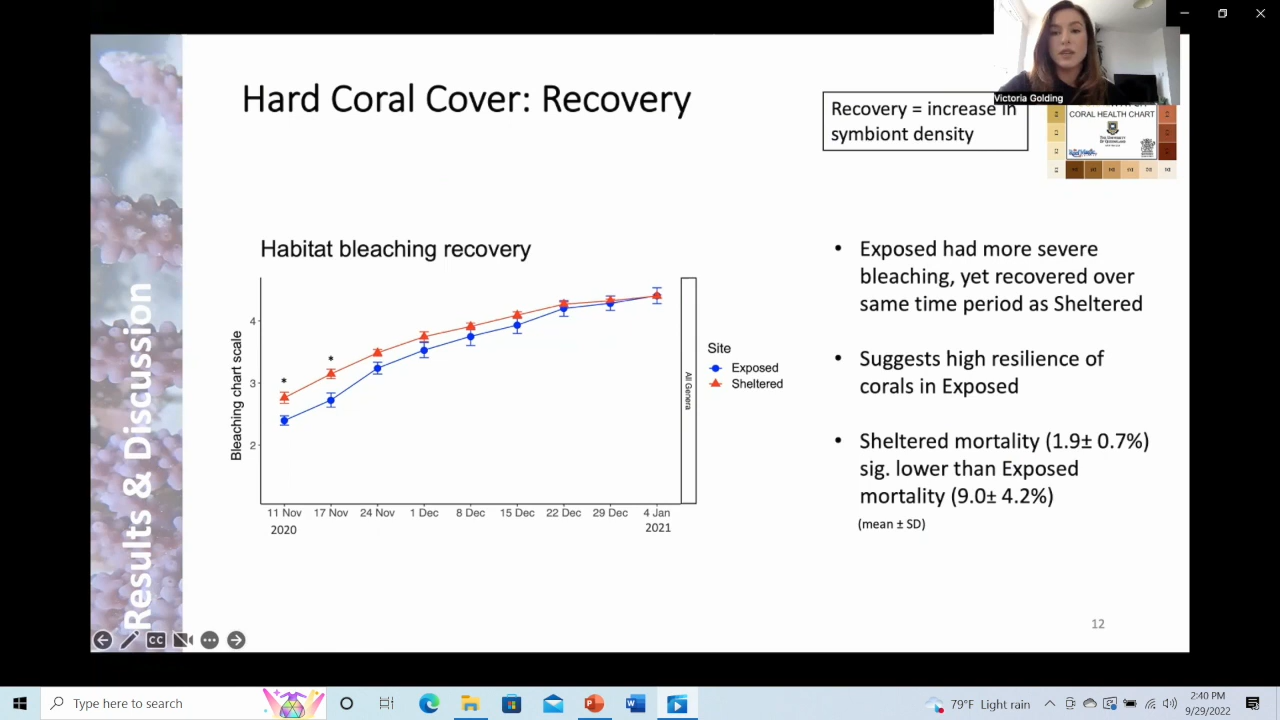 Victoria Golding
Hard Coral Cover: Recovery
Recovery = increase in
symbiont density
CORAL HEALTH CHART
Results & Discussion
Habitat bleaching recovery
Bleaching chart scale
4
3
2
*
*
11 Nov 17 Nov 24 Nov 1 Dec 8 Dec 15 Dec 22 Dec 29 Dec 4 Jan
2020 2021
All Genera
Site
Exposed
Sheltered
• Exposed had more severe
bleaching, yet recovered over
same time period as Sheltered
• Suggests high resilience of
corals in Exposed
• Sheltered mortality (1.9± 0.7%)
sig. lower than Exposed
mortality (9.0± 4.2%)
(mean ± SD)
12
CC
Type here to search
79°F Light rain
2:40 PM
9/29/2022